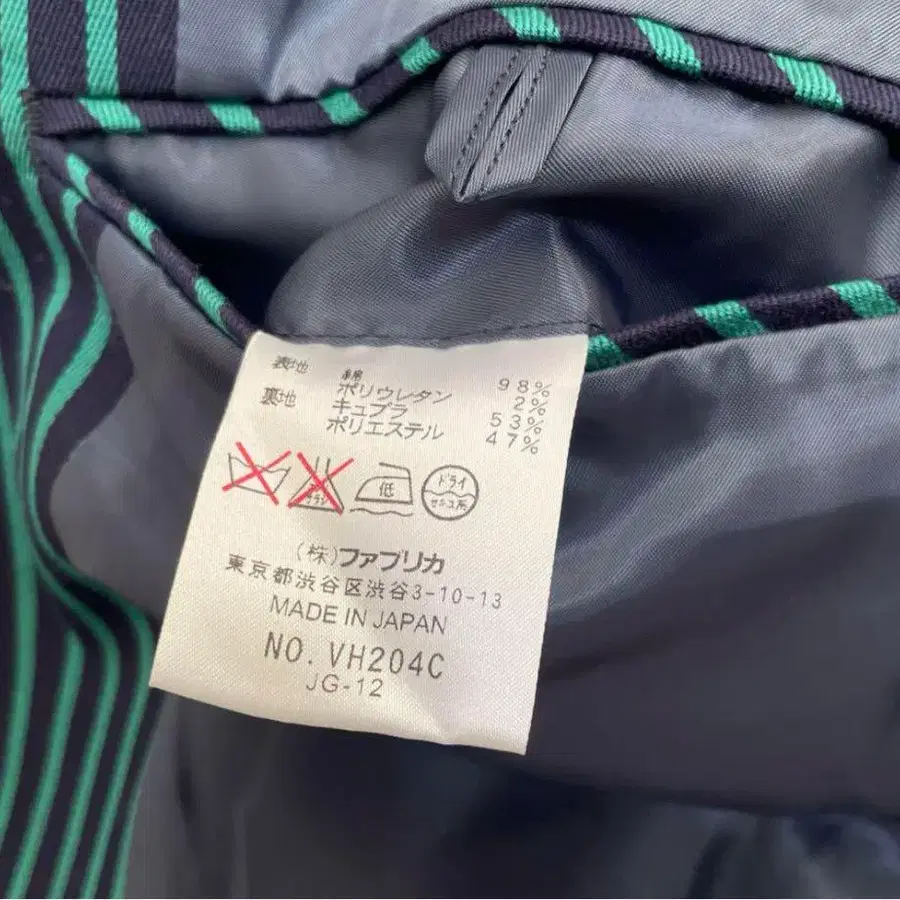 表地 綿 98%
ポリウレタン 2%
裏地 キュプラ 53%
ポリエステル 47%
ブラシ 低 ドライ
セキユ系
(株)ファブリカ
東京都渋谷区渋谷3-10-13
MADE IN JAPAN
NO. VH204C
JG-12